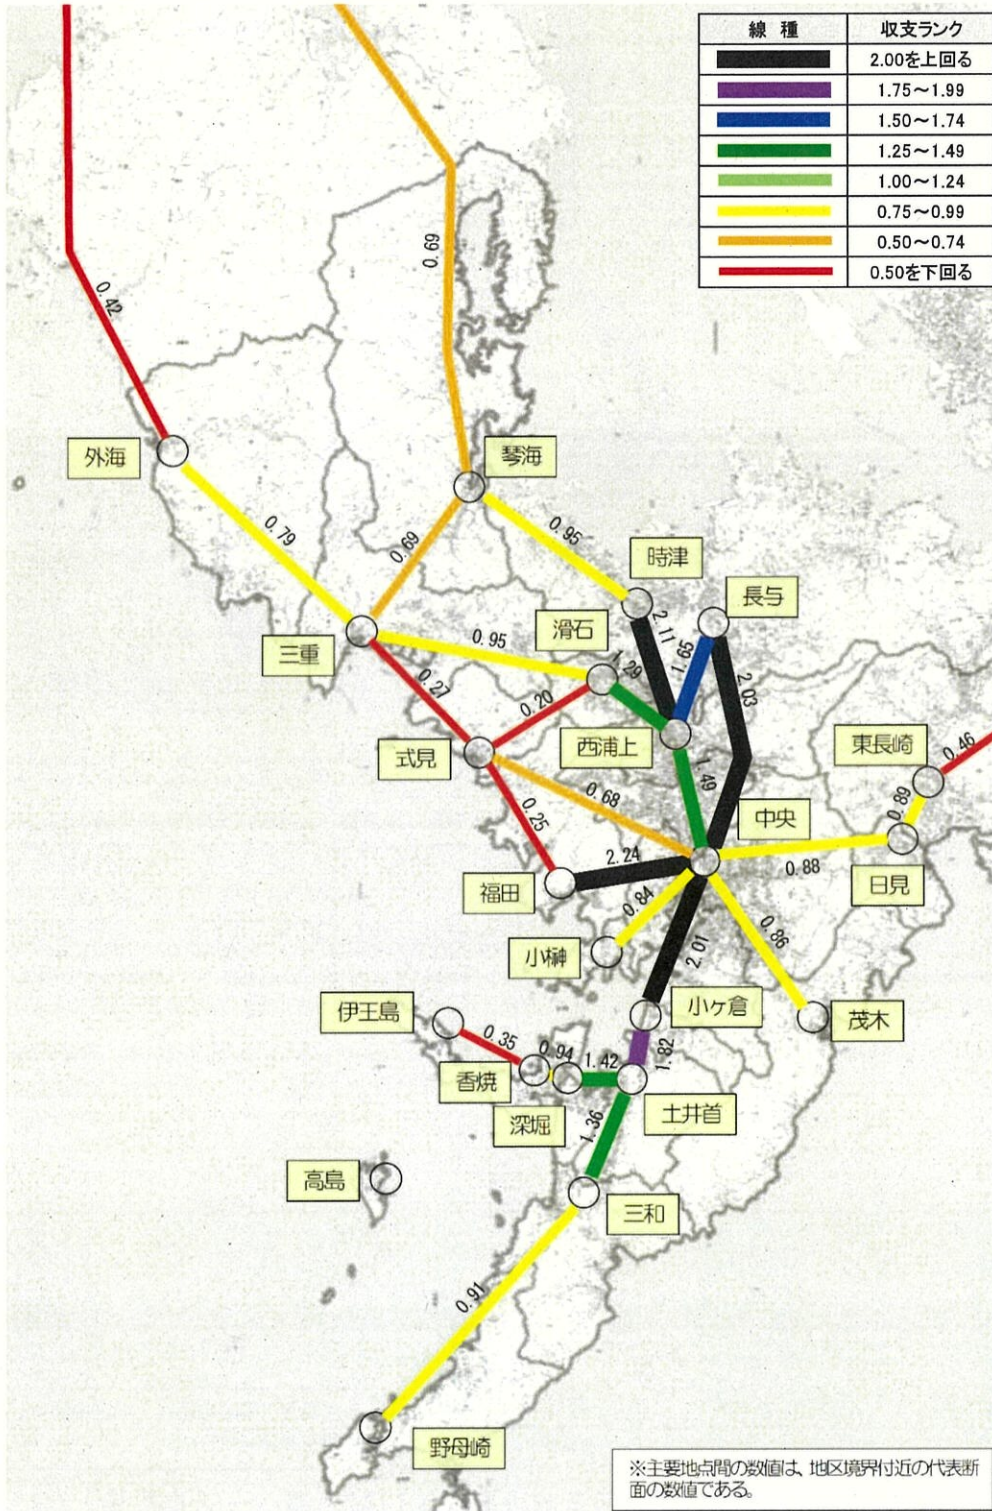 線 種 収支ランク
2.00を上回る
1.75～1.99
1.50～1.74
1.25～1.49
1.00～1.24
0.75～0.99
0.50～0.74
0.50を下回る
0.69
0.42
外海
琴海
0.79
0.69
0.95
時津
長与
滑石
2.11
1.65
三重
0.95
1.29
2.03
0.27
0.20
西浦上
東長崎
0.46
式見
1.49
0.68
中央
0.89
0.25
2.24
0.88
日見
福田
0.84
0.86
小榊
2.01
小ヶ倉
茂木
伊王島
0.35
0.94
1.42
1.82
香焼
深堀
土井首
1.36
高島
三和
0.91
野母崎
※主要地点間の数値は、地区境界付近の代表断
面の数値である。